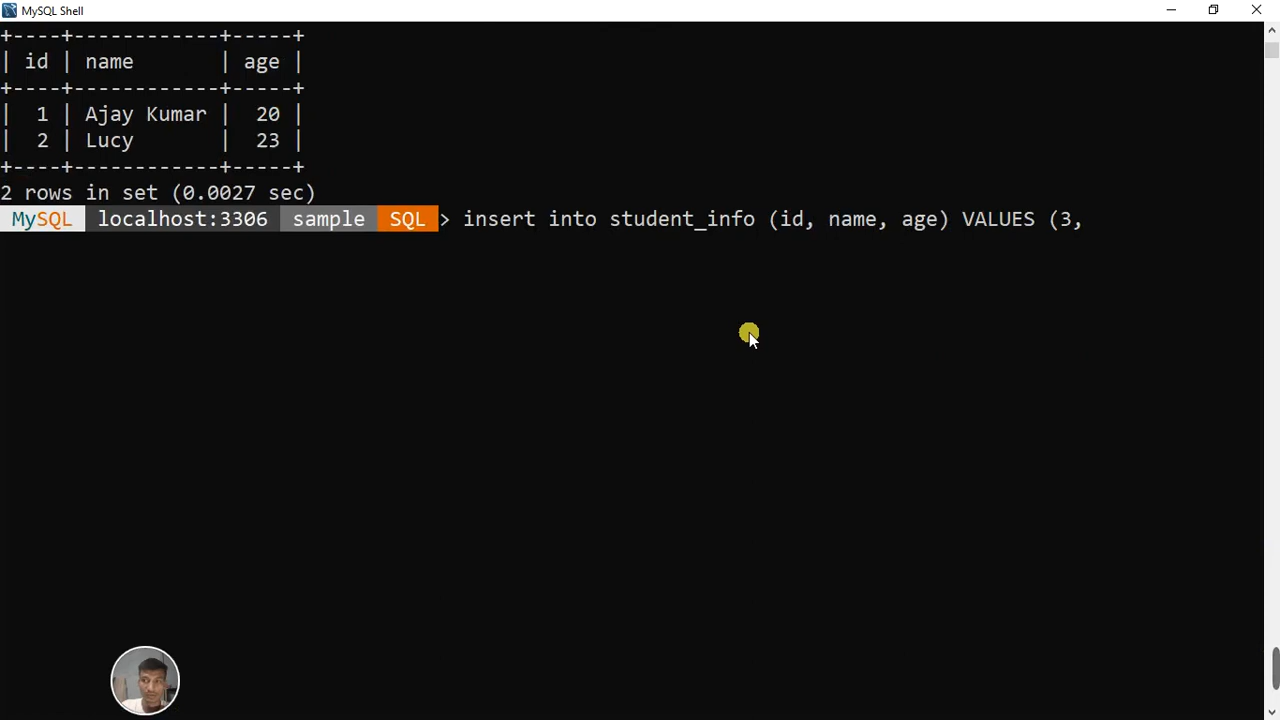 MySQL Shell
+----+------------+-----+
| id | name       | age |
+----+------------+-----+
|  1 | Ajay Kumar |  20 |
|  2 | Lucy       |  23 |
+----+------------+-----+
2 rows in set (0.0027 sec)
MySQL localhost:3306 sample SQL > insert into student_info (id, name, age) VALUES (3,